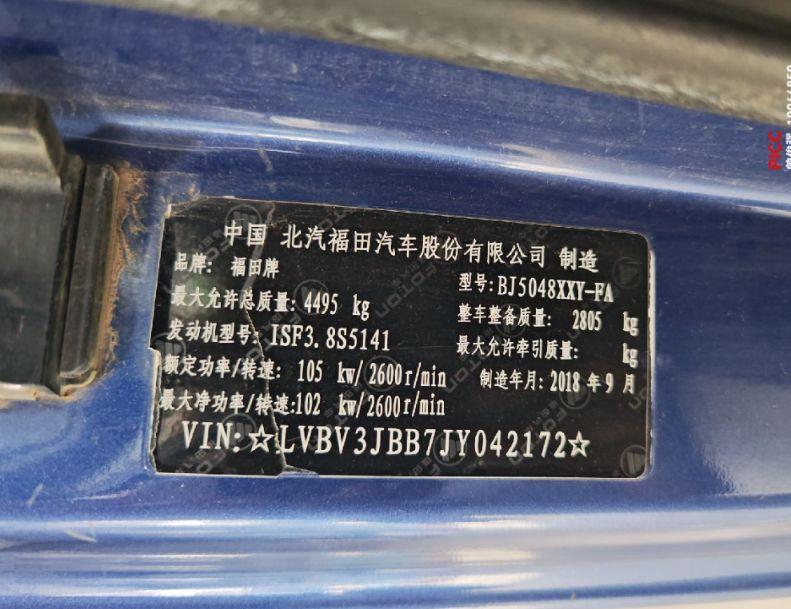 中国 北汽福田汽车股份有限公司 制造
品牌: 福田牌 型号: BJ5048XXY-FA
最大允许总质量: 4495 kg 整车整备质量: 2805 kg
发动机型号: ISF3.8S5141 最大允许牵引质量: kg
额定功率/转速: 105 kw/2600r/min 制造年月: 2018 年 9 月
最大净功率/转速: 102 kw/2600r/min
VIN: ☆LVBV3JBB7JY042172☆
PICC